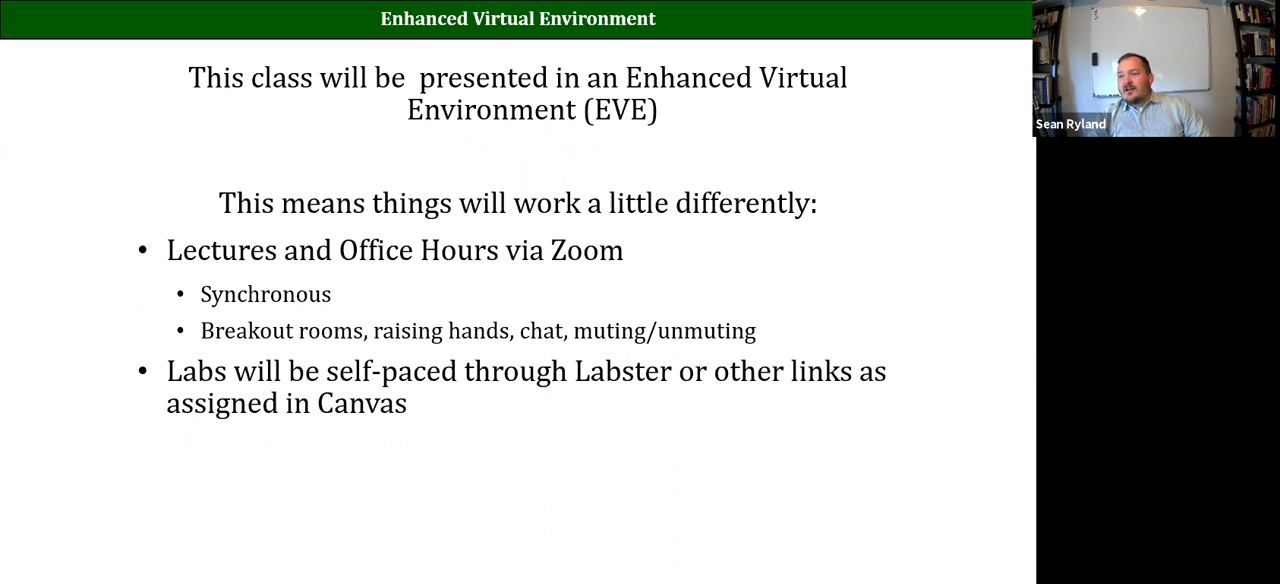 Enhanced Virtual Environment
This class will be  presented in an Enhanced Virtual
Environment (EVE)
This means things will work a little differently:
• Lectures and Office Hours via Zoom
• Synchronous
• Breakout rooms, raising hands, chat, muting/unmuting
• Labs will be self-paced through Labster or other links as
assigned in Canvas
Sean Ryland